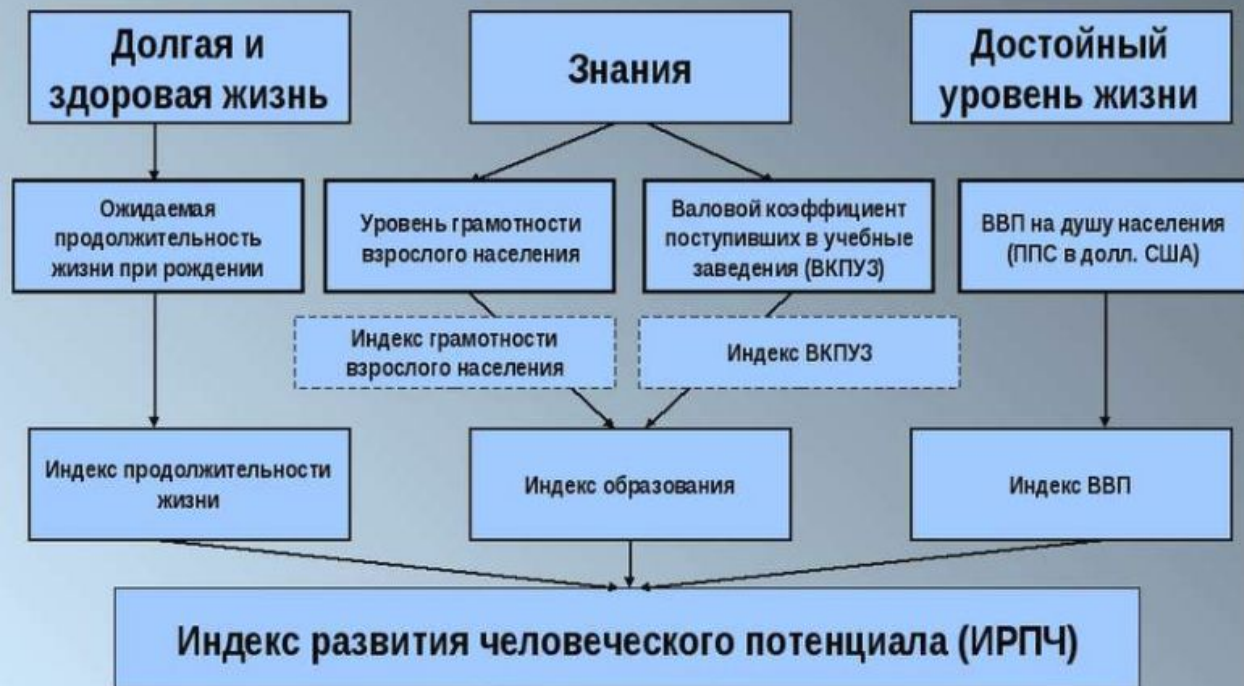 Долгая и
здоровая жизнь
Знания
Достойный
уровень жизни
Ожидаемая
продолжительность
жизни при рождении
Уровень грамотности
взрослого населения
Валовой коэффициент
поступивших в учебные
заведения (ВКПУЗ)
ВВП на душу населения
(ППС в долл. США)
Индекс грамотности
взрослого населения
Индекс ВКПУЗ
Индекс продолжительности
жизни
Индекс образования
Индекс ВВП
Индекс развития человеческого потенциала (ИРПЧ)